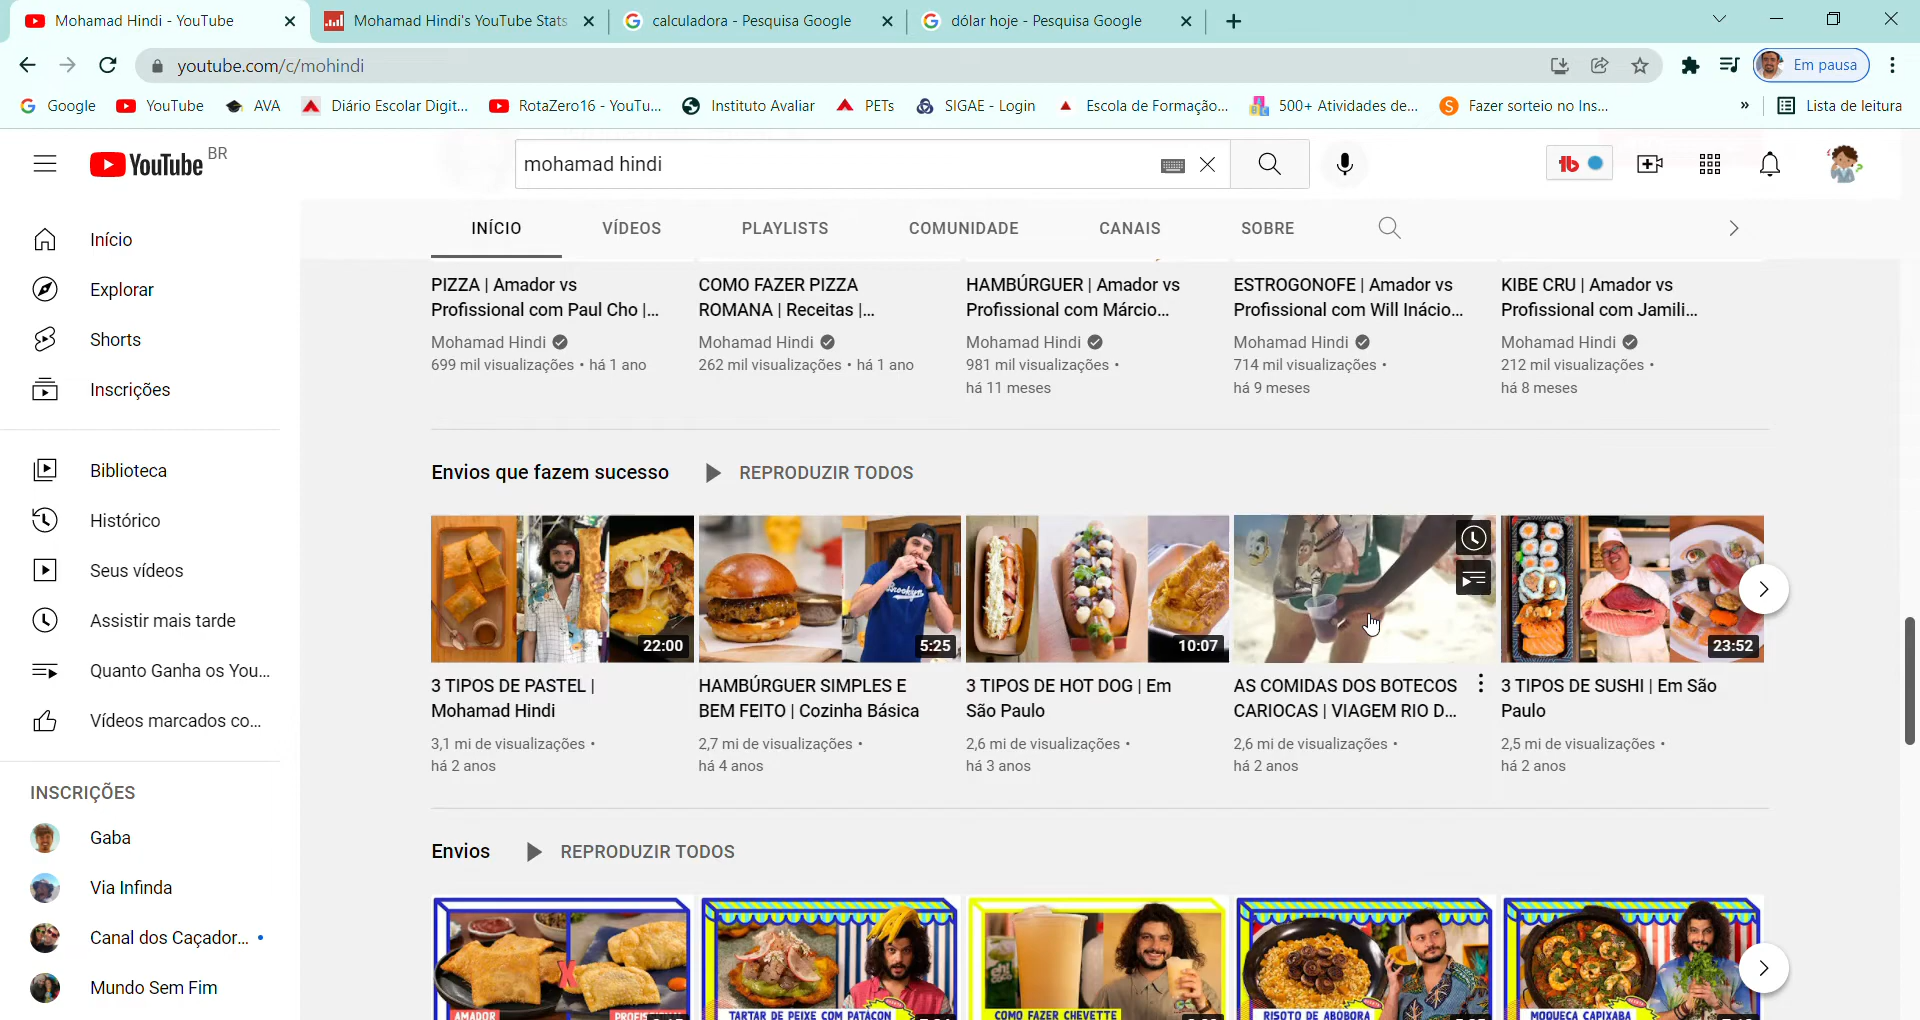 Mohamad Hindi - YouTube
Mohamad Hindi's YouTube Stats
calculadora - Pesquisa Google
dólar hoje - Pesquisa Google
youtube.com/c/mohindi
Em pausa
Google
YouTube
AVA
Diário Escolar Digit...
RotaZero16 - YouTu...
Instituto Avaliar
PETs
SIGAE - Login
Escola de Formação...
500+ Atividades de...
Fazer sorteio no Ins...
»
Lista de leitura
YouTube BR
mohamad hindi
tb
INÍCIO
VÍDEOS
PLAYLISTS
COMUNIDADE
CANAIS
SOBRE
Início
Explorar
Shorts
Inscrições
Biblioteca
Histórico
Seus vídeos
Assistir mais tarde
Quanto Ganha os You...
Vídeos marcados co...
INSCRIÇÕES
Gaba
Via Infinda
Canal dos Caçador...
Mundo Sem Fim
PIZZA | Amador vs
Profissional com Paul Cho |...
Mohamad Hindi
699 mil visualizações • há 1 ano
COMO FAZER PIZZA
ROMANA | Receitas |...
Mohamad Hindi
262 mil visualizações • há 1 ano
HAMBÚRGUER | Amador vs
Profissional com Márcio...
Mohamad Hindi
981 mil visualizações •
há 11 meses
ESTROGONOFE | Amador vs
Profissional com Will Inácio...
Mohamad Hindi
714 mil visualizações •
há 9 meses
KIBE CRU | Amador vs
Profissional com Jamili...
Mohamad Hindi
212 mil visualizações •
há 8 meses
Envios que fazem sucesso
REPRODUZIR TODOS
22:00
3 TIPOS DE PASTEL |
Mohamad Hindi
3,1 mi de visualizações •
há 2 anos
Brooklyn
5:25
HAMBÚRGUER SIMPLES E
BEM FEITO | Cozinha Básica
2,7 mi de visualizações •
há 4 anos
10:07
3 TIPOS DE HOT DOG | Em
São Paulo
2,6 mi de visualizações •
há 3 anos
AS COMIDAS DOS BOTECOS
CARIOCAS | VIAGEM RIO D...
2,6 mi de visualizações •
há 2 anos
23:52
3 TIPOS DE SUSHI | Em São
Paulo
2,5 mi de visualizações •
há 2 anos
Envios
REPRODUZIR TODOS
AMADOR
X
PROFISSIONAL
TARTAR DE PEIXE COM PATACÓN
COMO FAZER CHEVETTE
RISOTO DE ABÓBORA
MOQUECA CAPIXABA